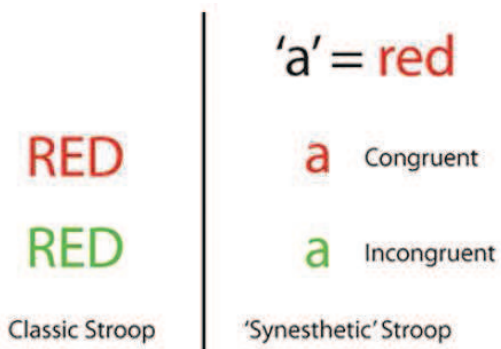 'a' = red
RED
a Congruent
RED
a Incongruent
Classic Stroop
'Synesthetic' Stroop